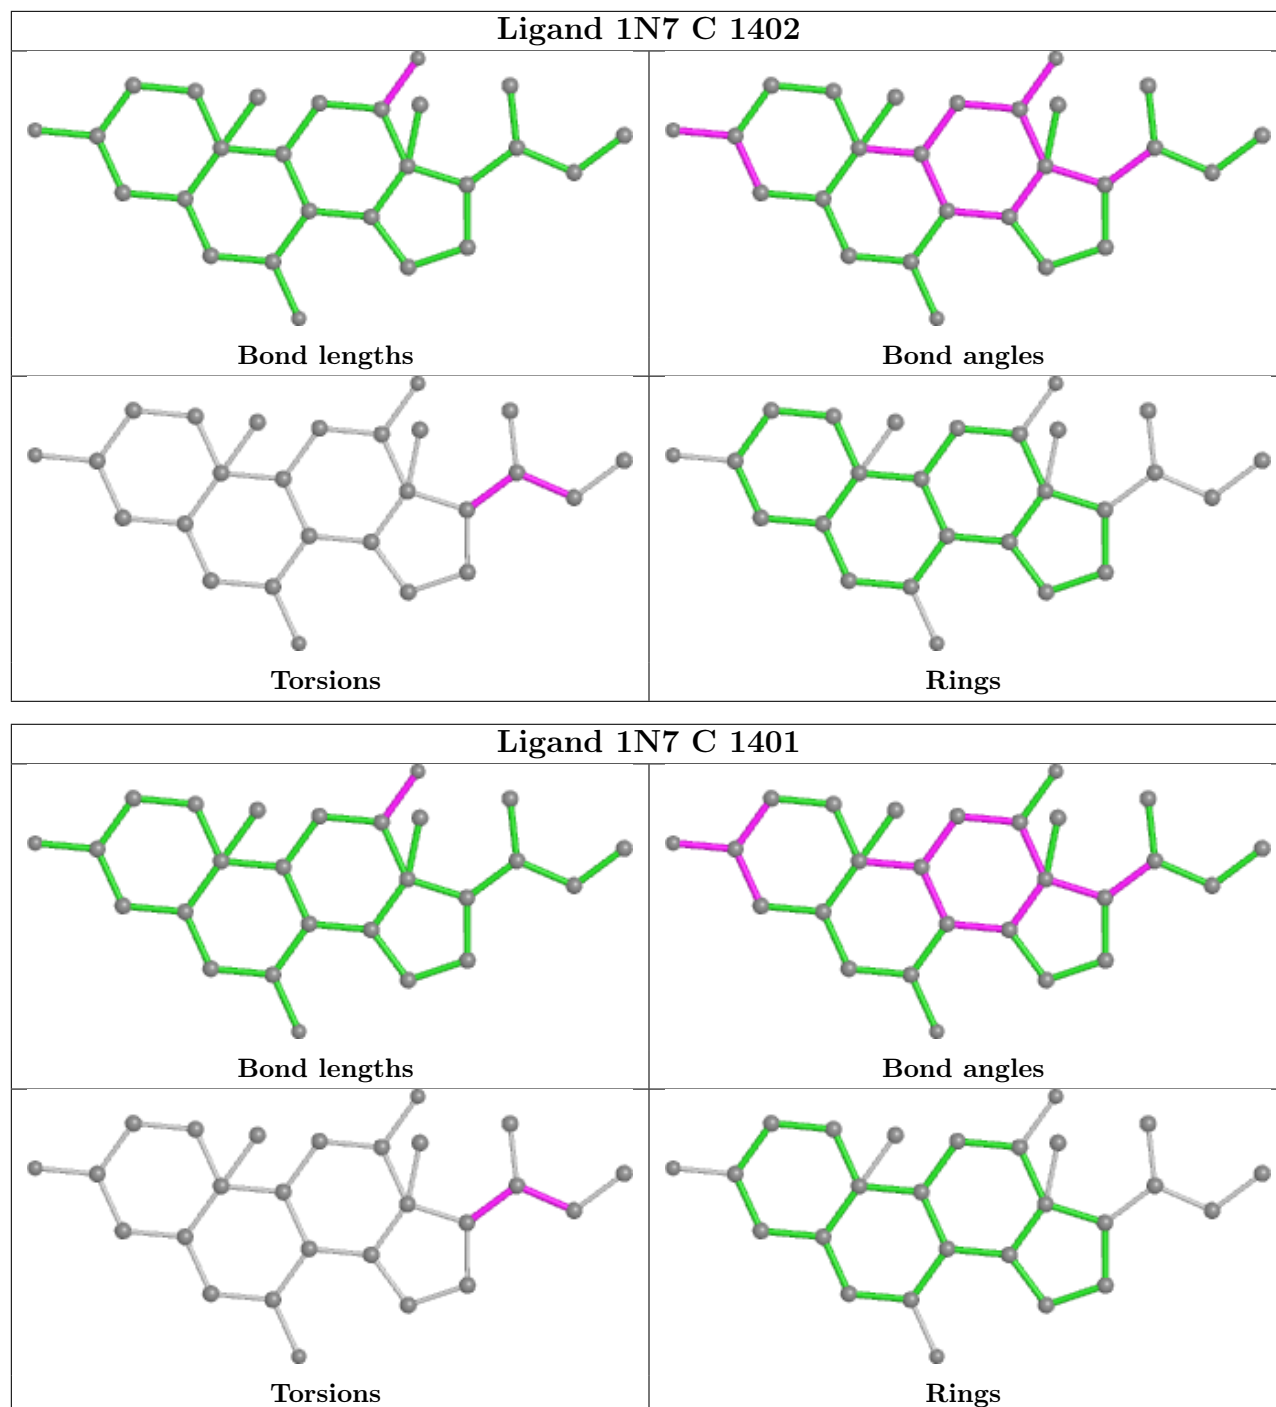 Ligand 1N7 C 1402
Bond lengths
Bond angles
Torsions
Rings
Ligand 1N7 C 1401
Bond lengths
Bond angles
Torsions
Rings